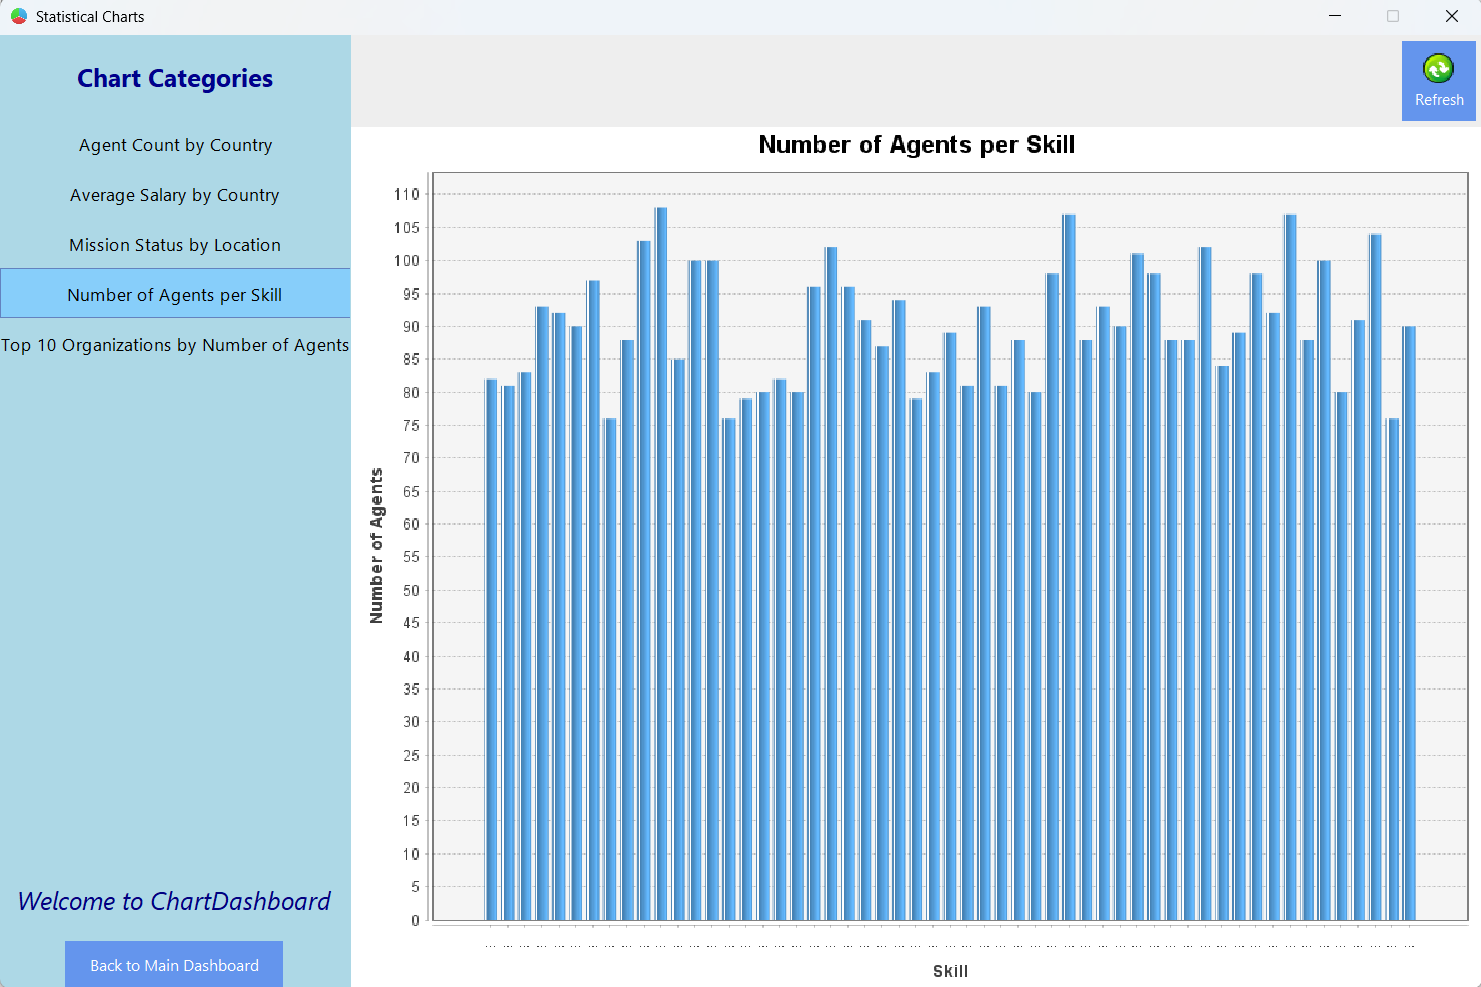 Statistical Charts
Chart Categories
Agent Count by Country
Average Salary by Country
Mission Status by Location
Number of Agents per Skill
Top 10 Organizations by Number of Agents
Welcome to ChartDashboard
Back to Main Dashboard
Refresh
Number of Agents per Skill
110
105
100
95
90
85
80
75
70
65
60
55
50
45
40
35
30
25
20
15
10
5
0
Number of Agents
Skill